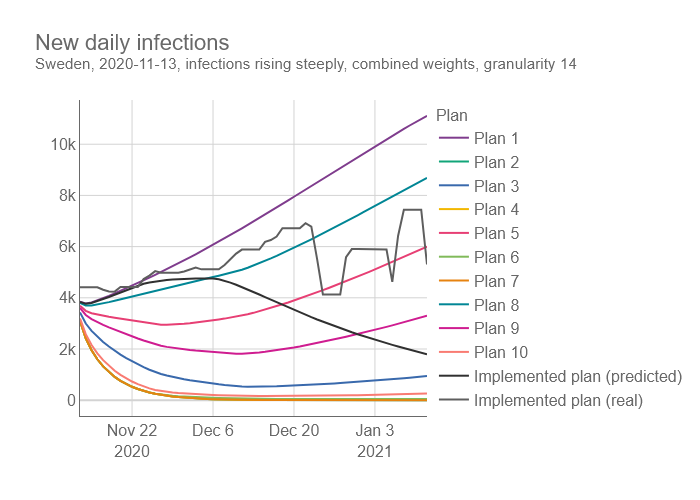 New daily infections
Sweden, 2020-11-13, infections rising steeply, combined weights, granularity 14
Plan
10k
8k
6k
4k
2k
0
Plan 1
Plan 2
Plan 3
Plan 4
Plan 5
Plan 6
Plan 7
Plan 8
Plan 9
Plan 10
Implemented plan (predicted)
Implemented plan (real)
Nov 22 Dec 6 Dec 20 Jan 3
2020 2021